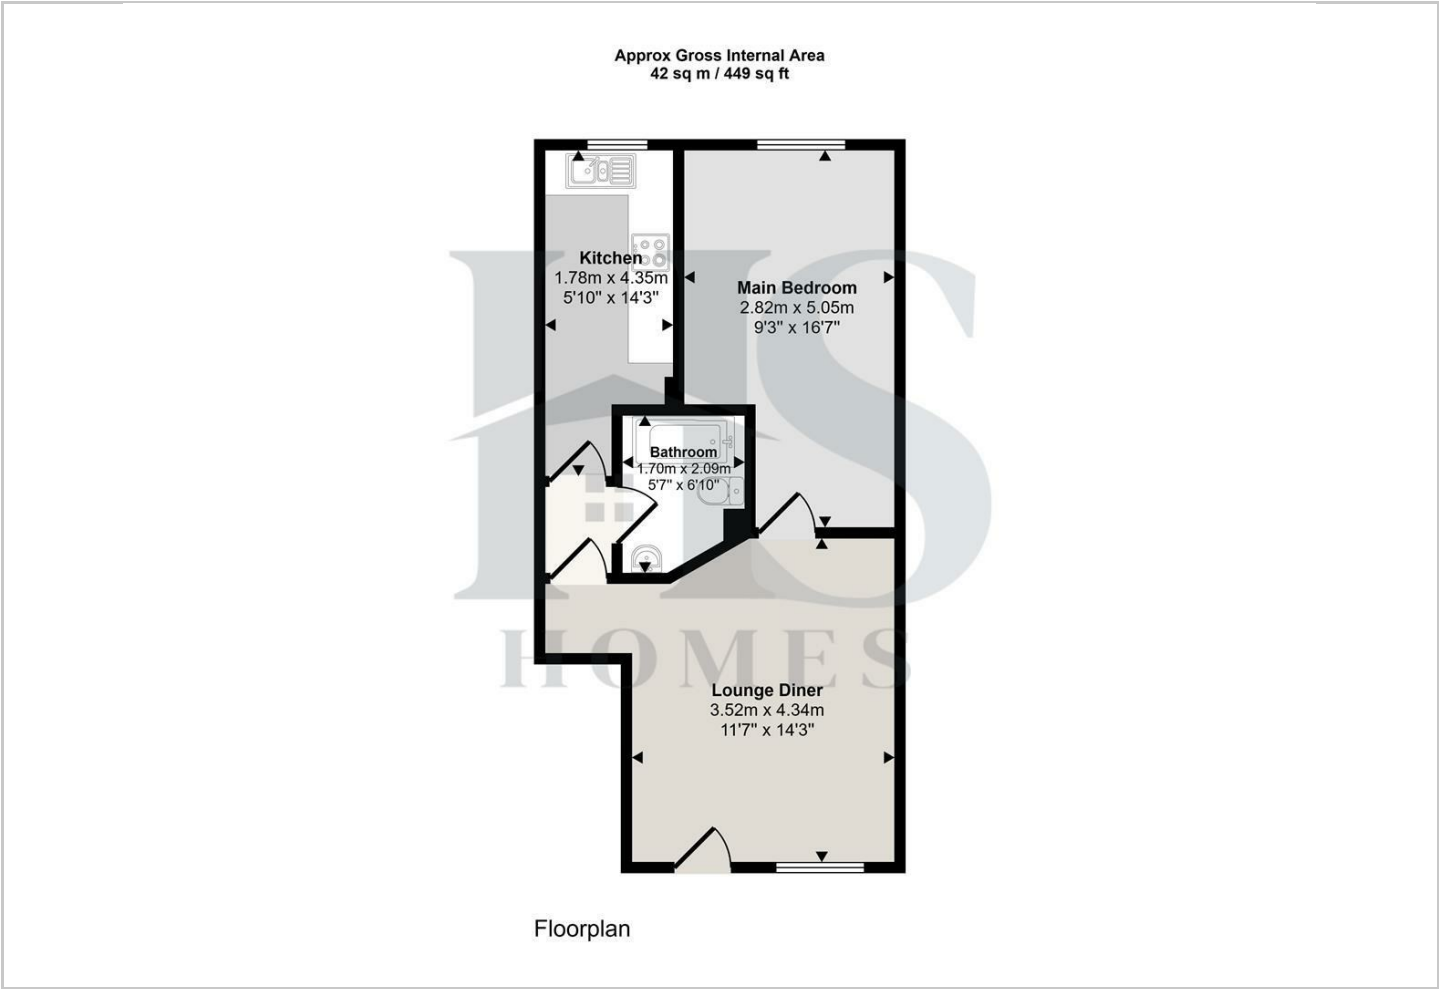 Approx Gross Internal Area
42 sq m / 449 sq ft
Kitchen
1.78m x 4.35m
5'10" x 14'3"
Main Bedroom
2.82m x 5.05m
9'3" x 16'7"
Bathroom
1.70m x 2.09m
5'7" x 6'10"
HS
HOMES
Lounge Diner
3.52m x 4.34m
11'7" x 14'3"
Floorplan